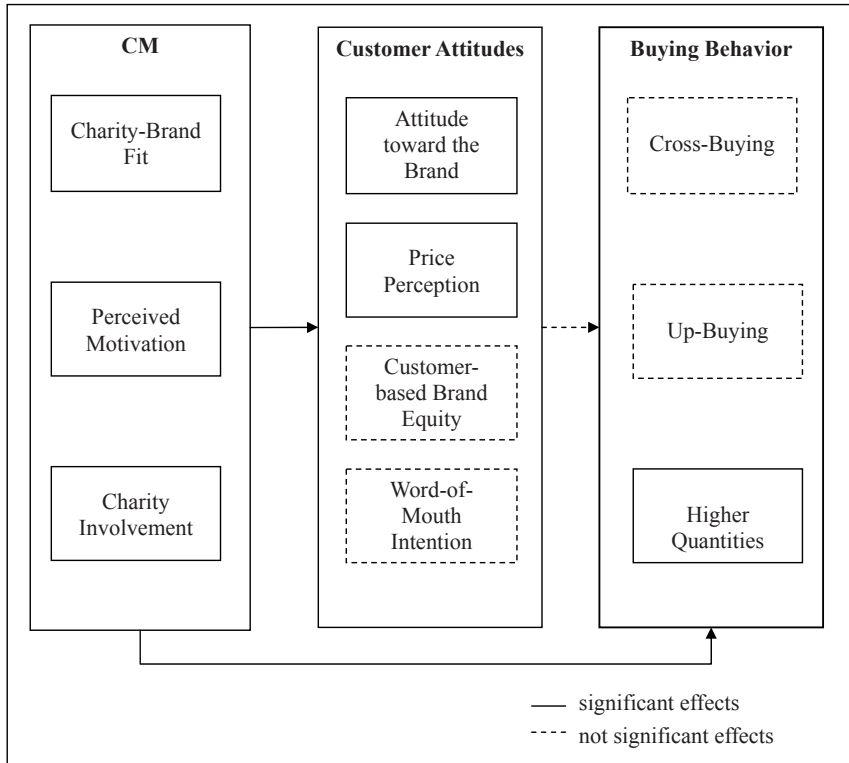 CM
Charity-Brand
Fit
Perceived
Motivation
Charity
Involvement
Customer Attitudes
Attitude
toward the
Brand
Price
Perception
Customer-
based Brand
Equity
Word-of-
Mouth
Intention
Buying Behavior
Cross-Buying
Up-Buying
Higher
Quantities
significant effects
not significant effects